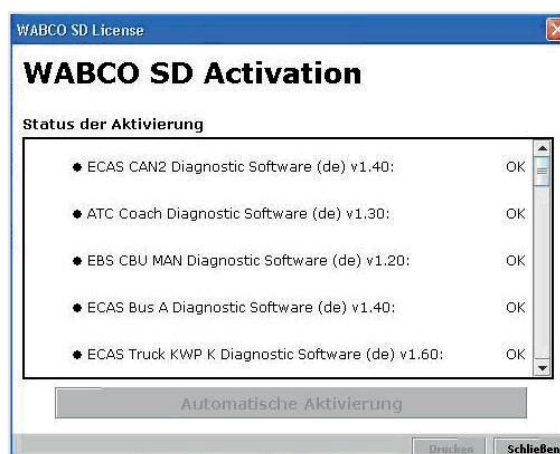 WABCO SD License
WABCO SD Activation
Status der Aktivierung
● ECAS CAN2 Diagnostic Software (de) v1.40: OK
● ATC Coach Diagnostic Software (de) v1.30: OK
● EBS CBU MAN Diagnostic Software (de) v1.20: OK
● ECAS Bus A Diagnostic Software (de) v1.40: OK
● ECAS Truck KWP K Diagnostic Software (de) v1.60: OK
Automatische Aktivierung
Drucken Schließen